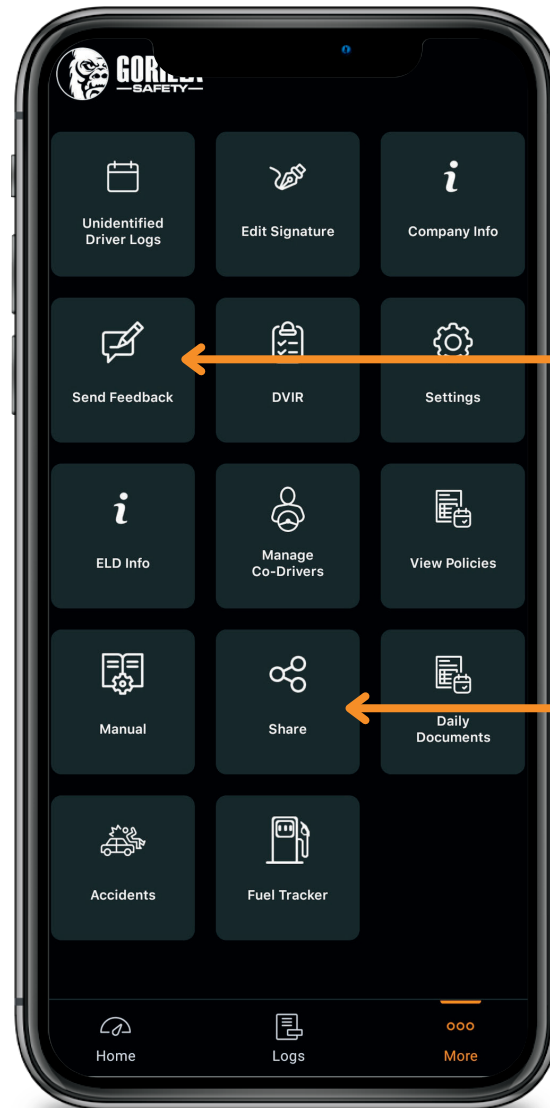 SAFETY
Unidentified
Driver Logs
Edit Signature
Company Info
Send Feedback
DVIR
Settings
ELD Info
Manage
Co-Drivers
View Policies
Manual
Share
Daily
Documents
Accidents
Fuel Tracker
Home
Logs
More